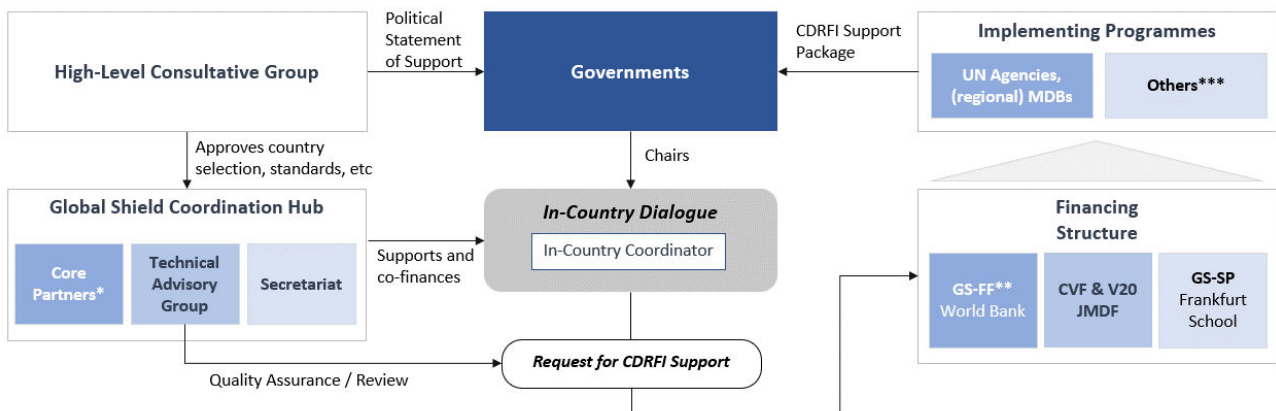 High-Level Consultative Group
Political
Statement
of Support
Governments
CDRFI Support
Package
Implementing Programmes
UN Agencies,
(regional) MDBs
Others***
Approves country
selection, standards, etc
Chairs
Global Shield Coordination Hub
Core
Partners*
Technical
Advisory
Group
Secretariat
Supports and
co-finances
In-Country Dialogue
In-Country Coordinator
Financing
Structure
GS-FF**
World Bank
CVF & V20
JMDF
GS-SP
Frankfurt
School
Request for CDRFI Support
Quality Assurance / Review